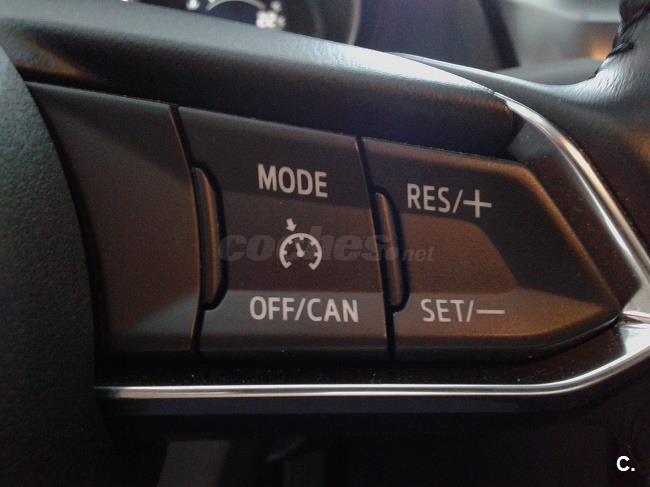 MODE
RES/+
coches.net
OFF/CAN
SET/—
C.